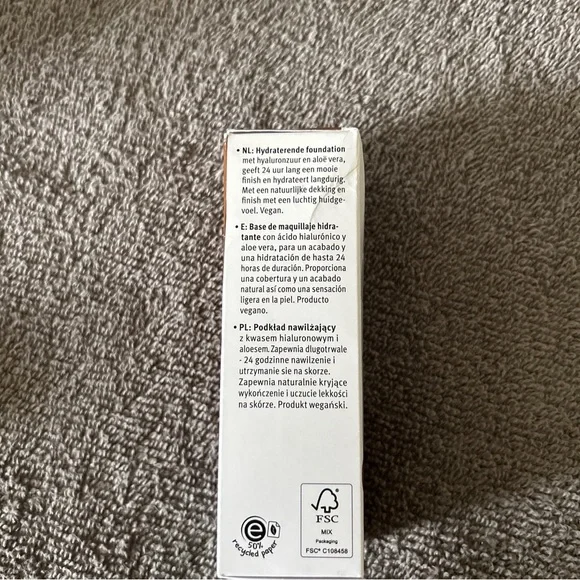 • NL: Hydraterende foundation
met hyaluronzuur en aloë vera,
geeft 24 uur lang een mooie
finish en hydrateert langdurig.
Met een natuurlijke dekking en
finish met een luchtig huidge-
voel. Vegan.
• E: Base de maquillaje hidra-
tante con ácido hialurónico y
aloe vera, para un acabado y
una hidratación de hasta 24
horas de duración. Proporciona
una cobertura y un acabado
natural así como una sensación
ligera en la piel. Producto
vegano.
• PL: Podkład nawilżający
z kwasem hialuronowym i
aloesem. Zapewnia dlugotrwałe
- 24 godzinne nawilzenie i
utrzymanie sie na skorze.
Zapewnia naturalnie kryjące
wykończenie i uczucie lekkości
na skórze. Produkt wegański.
e
50%
recycled paper
FSC
MIX
Packaging
FSC® C108458